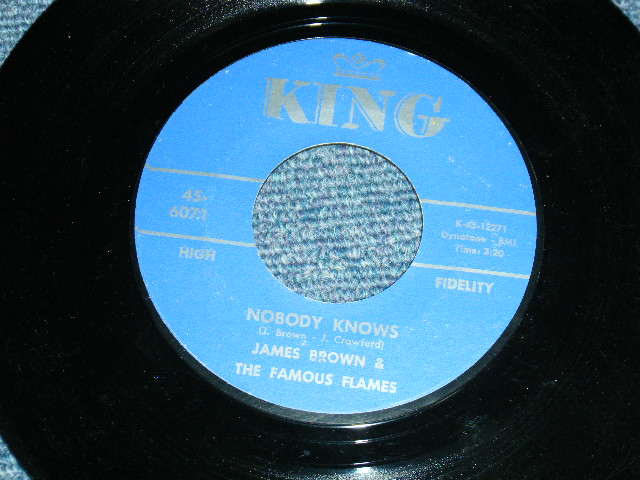 KING
45-
6071
K-45-12271
Dynatone - BMI
Time: 2:20
HIGH
FIDELITY
NOBODY KNOWS
(J. Brown - J. Crawford)
JAMES BROWN &
THE FAMOUS FLAMES